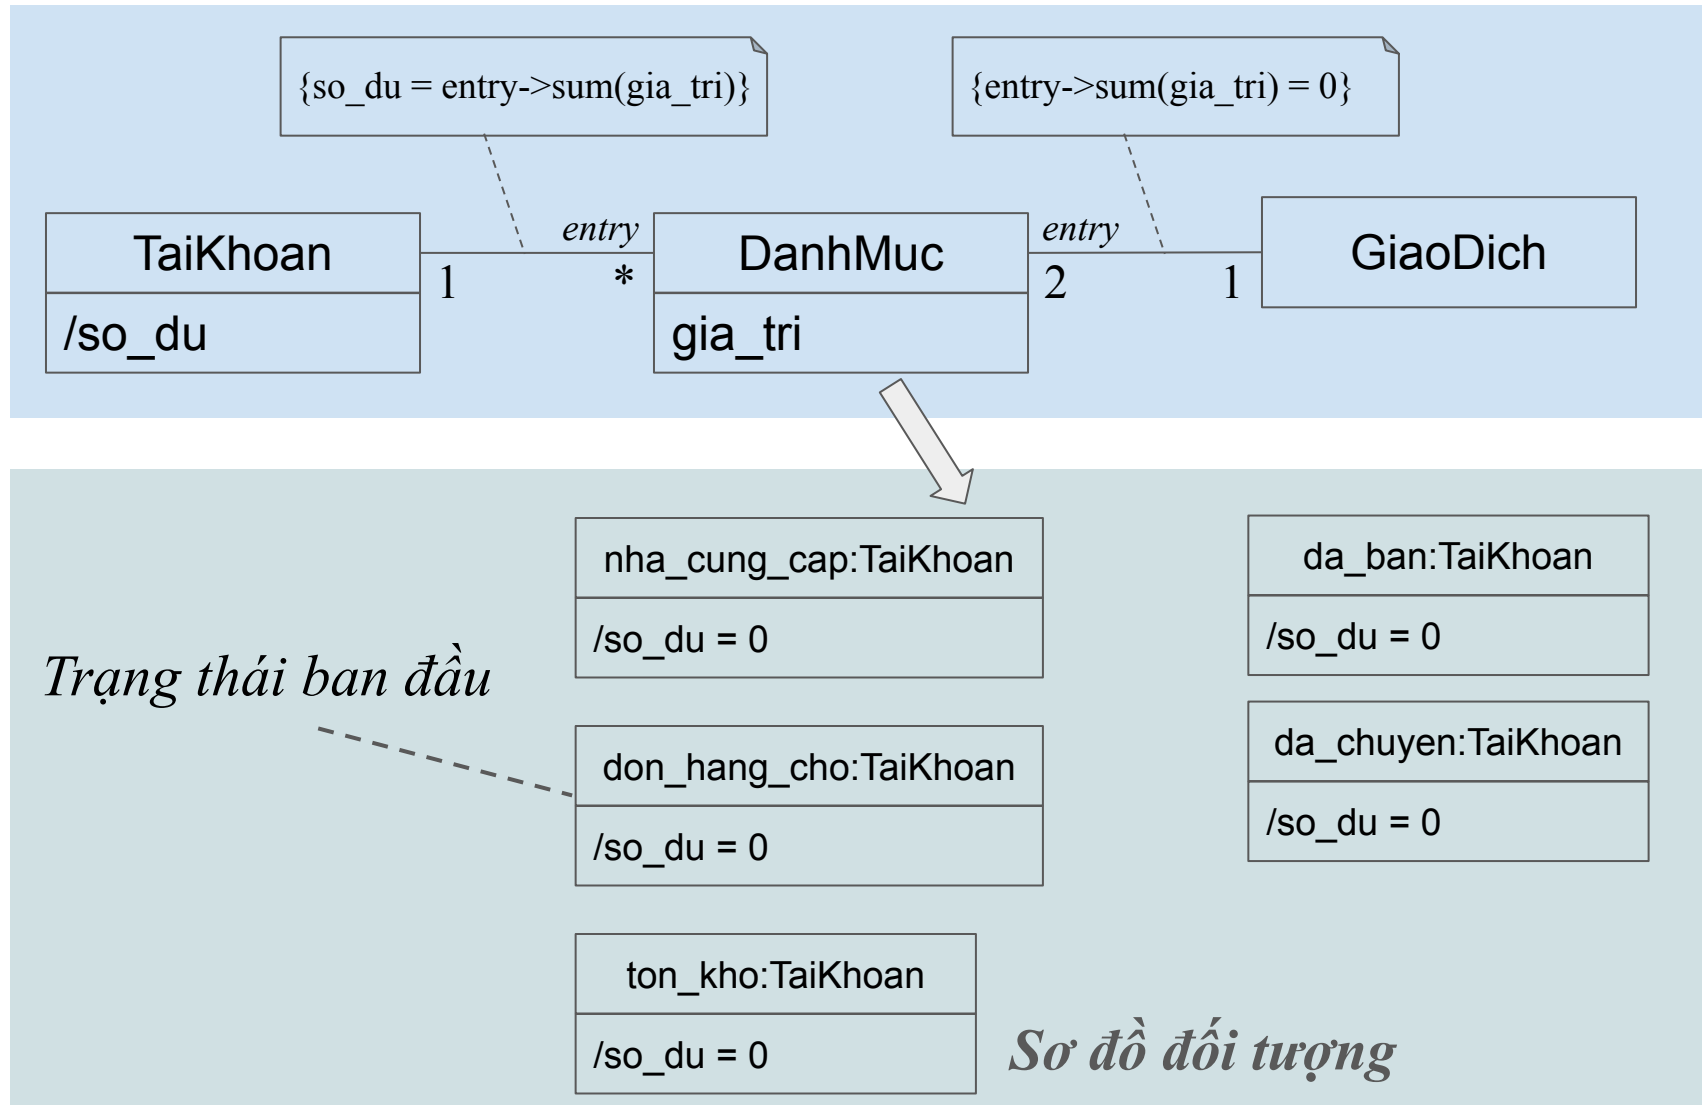 {so_du = entry->sum(gia_tri)}
{entry->sum(gia_tri) = 0}
TaiKhoan
/so_du
1
entry
*
DanhMuc
gia_tri
entry
2
1
GiaoDich
nha_cung_cap:TaiKhoan
/so_du = 0
da_ban:TaiKhoan
/so_du = 0
Trạng thái ban đầu
don_hang_cho:TaiKhoan
/so_du = 0
da_chuyen:TaiKhoan
/so_du = 0
ton_kho:TaiKhoan
/so_du = 0
Sơ đồ đối tượng